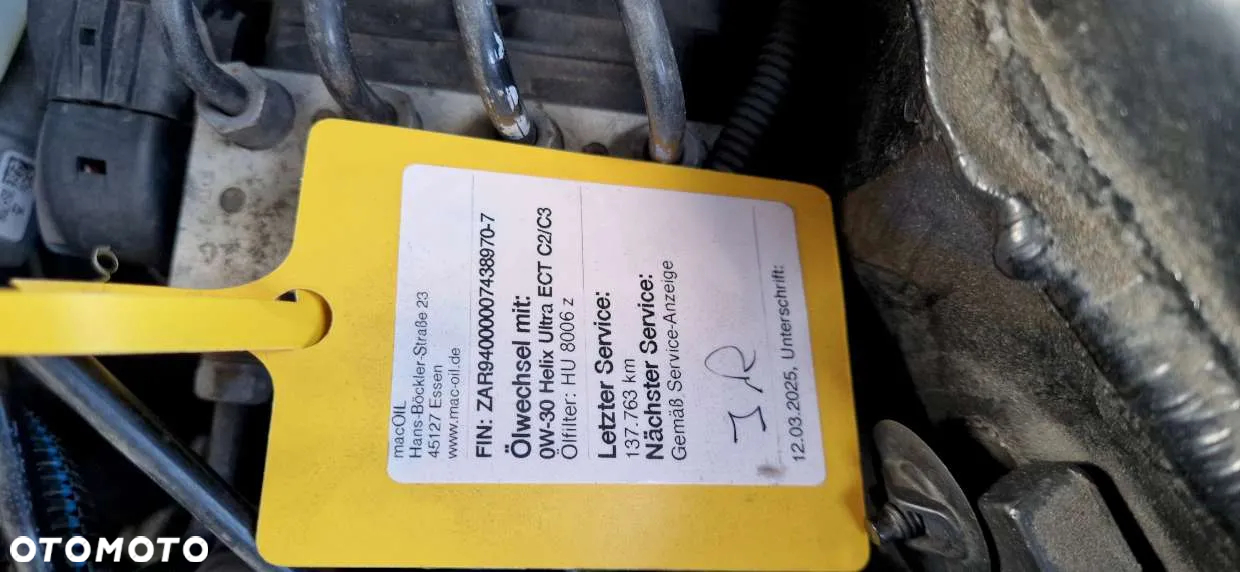 macOIL
Hans-Böckler-Straße 23
45127 Essen
www.mac-oil.de
FIN: ZAR94000007438970-7
Ölwechsel mit:
0W-30 Helix Ultra ECT C2/C3
Ölfilter: HU 8006 z
Letzter Service:
137.763 km
Nächster Service:
Gemäß Service-Anzeige
12.03.2025, Unterschrift:
OTOMOTO